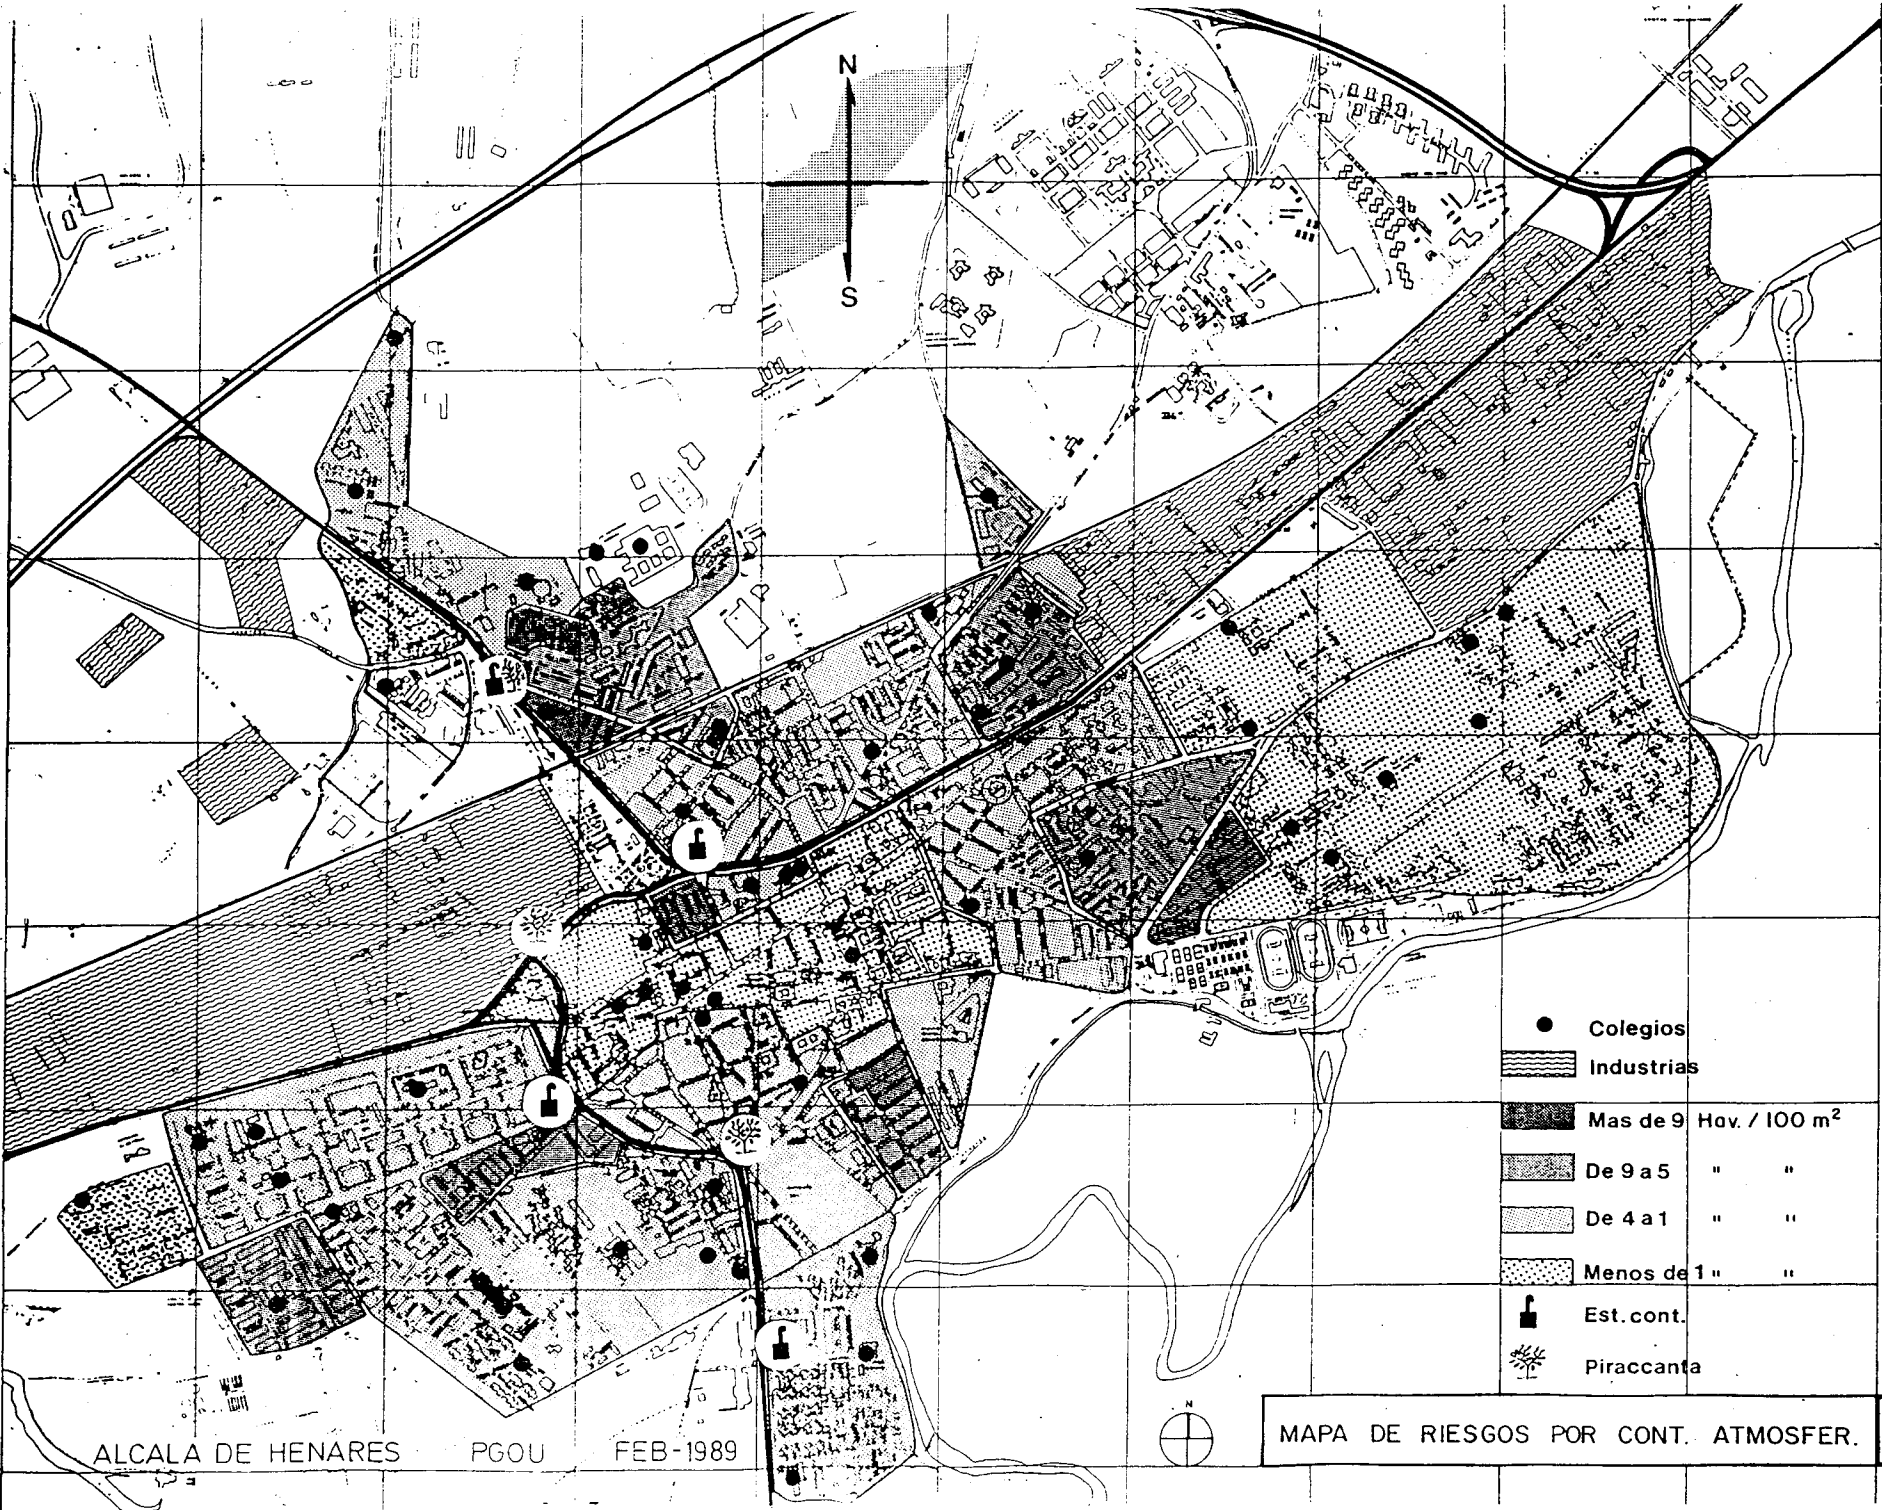 N
S
Colegios
Industrias
Mas de 9 Hav. / 100 m²
De 9 a 5 " "
De 4 a 1 " "
Menos de 1 " "
Est. cont.
Piraccanta
N
MAPA DE RIESGOS POR CONT. ATMOSFER.
ALCALA DE HENARES PGOU FEB-1989